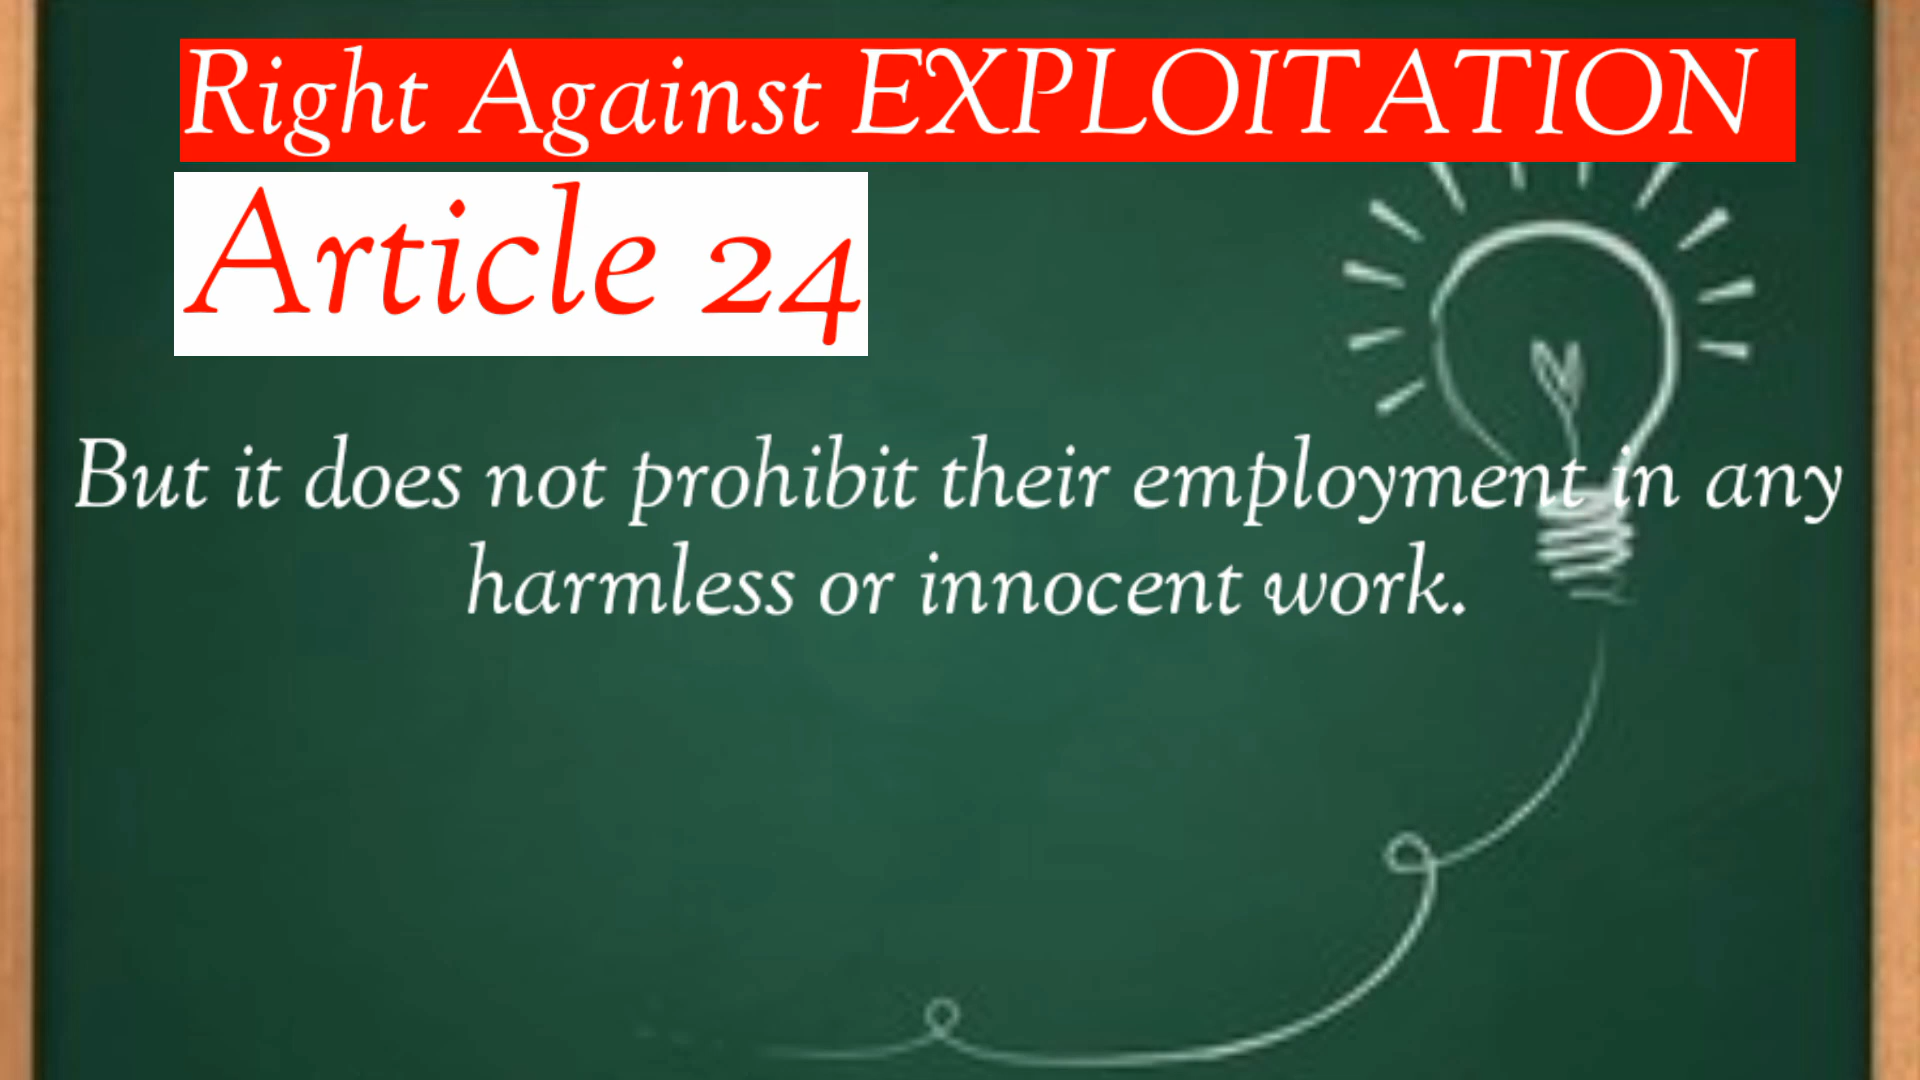 Right Against EXPLOITATION
Article 24
But it does not prohibit their employment in any
harmless or innocent work.